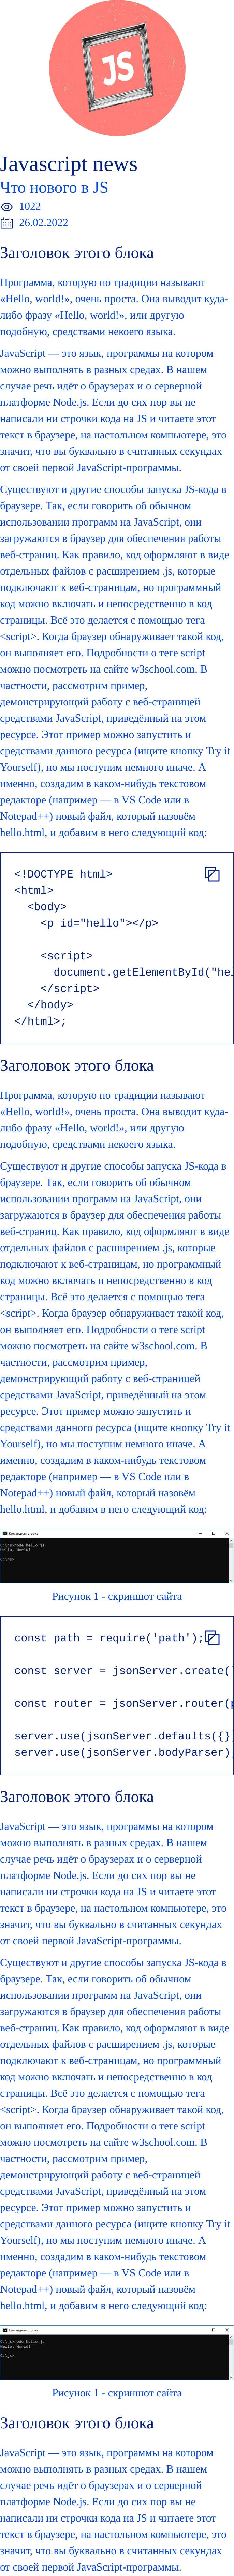 JS
Javascript news
Что нового в JS
1022
26.02.2022
Заголовок этого блока
Программа, которую по традиции называют
«Hello, world!», очень проста. Она выводит куда-
либо фразу «Hello, world!», или другую
подобную, средствами некоего языка.
JavaScript — это язык, программы на котором
можно выполнять в разных средах. В нашем
случае речь идёт о браузерах и о серверной
платформе Node.js. Если до сих пор вы не
написали ни строчки кода на JS и читаете этот
текст в браузере, на настольном компьютере, это
значит, что вы буквально в считанных секундах
от своей первой JavaScript-программы.
Существуют и другие способы запуска JS-кода в
браузере. Так, если говорить об обычном
использовании программ на JavaScript, они
загружаются в браузер для обеспечения работы
веб-страниц. Как правило, код оформляют в виде
отдельных файлов с расширением .js, которые
подключают к веб-страницам, но программный
код можно включать и непосредственно в код
страницы. Всё это делается с помощью тега
<script>. Когда браузер обнаруживает такой код,
он выполняет его. Подробности о теге script
можно посмотреть на сайте w3school.com. В
частности, рассмотрим пример,
демонстрирующий работу с веб-страницей
средствами JavaScript, приведённый на этом
ресурсе. Этот пример можно запустить и
средствами данного ресурса (ищите кнопку Try it
Yourself), но мы поступим немного иначе. А
именно, создадим в каком-нибудь текстовом
редакторе (например — в VS Code или в
Notepad++) новый файл, который назовём
hello.html, и добавим в него следующий код:
<!DOCTYPE html>
<html>
<body>
<p id="hello"></p>
<script>
document.getElementById("hel
</script>
</body>
</html>;
Заголовок этого блока
Программа, которую по традиции называют
«Hello, world!», очень проста. Она выводит куда-
либо фразу «Hello, world!», или другую
подобную, средствами некоего языка.
Существуют и другие способы запуска JS-кода в
браузере. Так, если говорить об обычном
использовании программ на JavaScript, они
загружаются в браузер для обеспечения работы
веб-страниц. Как правило, код оформляют в виде
отдельных файлов с расширением .js, которые
подключают к веб-страницам, но программный
код можно включать и непосредственно в код
страницы. Всё это делается с помощью тега
<script>. Когда браузер обнаруживает такой код,
он выполняет его. Подробности о теге script
можно посмотреть на сайте w3school.com. В
частности, рассмотрим пример,
демонстрирующий работу с веб-страницей
средствами JavaScript, приведённый на этом
ресурсе. Этот пример можно запустить и
средствами данного ресурса (ищите кнопку Try it
Yourself), но мы поступим немного иначе. А
именно, создадим в каком-нибудь текстовом
редакторе (например — в VS Code или в
Notepad++) новый файл, который назовём
hello.html, и добавим в него следующий код:
Командная строка
C:\js>node hello.js
Hello, World!
C:\js>
Рисунок 1 - скриншот сайта
const path = require('path');
const server = jsonServer.create()
const router = jsonServer.router(p
server.use(jsonServer.defaults({})
server.use(jsonServer.bodyParser);
Заголовок этого блока
JavaScript — это язык, программы на котором
можно выполнять в разных средах. В нашем
случае речь идёт о браузерах и о серверной
платформе Node.js. Если до сих пор вы не
написали ни строчки кода на JS и читаете этот
текст в браузере, на настольном компьютере, это
значит, что вы буквально в считанных секундах
от своей первой JavaScript-программы.
Существуют и другие способы запуска JS-кода в
браузере. Так, если говорить об обычном
использовании программ на JavaScript, они
загружаются в браузер для обеспечения работы
веб-страниц. Как правило, код оформляют в виде
отдельных файлов с расширением .js, которые
подключают к веб-страницам, но программный
код можно включать и непосредственно в код
страницы. Всё это делается с помощью тега
<script>. Когда браузер обнаруживает такой код,
он выполняет его. Подробности о теге script
можно посмотреть на сайте w3school.com. В
частности, рассмотрим пример,
демонстрирующий работу с веб-страницей
средствами JavaScript, приведённый на этом
ресурсе. Этот пример можно запустить и
средствами данного ресурса (ищите кнопку Try it
Yourself), но мы поступим немного иначе. А
именно, создадим в каком-нибудь текстовом
редакторе (например — в VS Code или в
Notepad++) новый файл, который назовём
hello.html, и добавим в него следующий код:
Командная строка
C:\js>node hello.js
Hello, World!
C:\js>
Рисунок 1 - скриншот сайта
Заголовок этого блока
JavaScript — это язык, программы на котором
можно выполнять в разных средах. В нашем
случае речь идёт о браузерах и о серверной
платформе Node.js. Если до сих пор вы не
написали ни строчки кода на JS и читаете этот
текст в браузере, на настольном компьютере, это
значит, что вы буквально в считанных секундах
от своей первой JavaScript-программы.